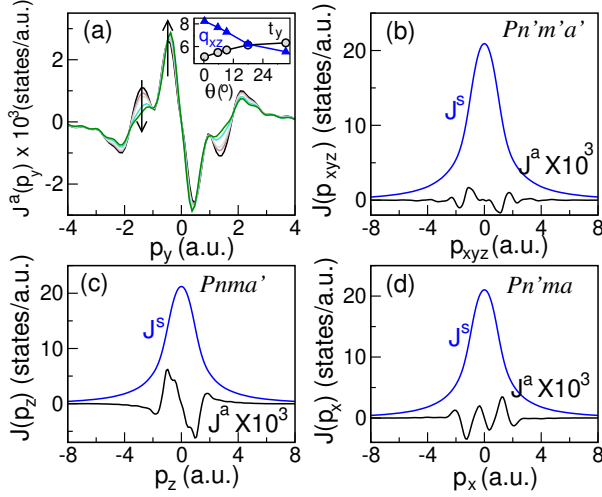 (a)
J^a(p_y) x 10^3 (states/a.u.)
2
0
-2
-4 -2 0 2 4
p_y (a.u.)
8
6
q_xz
t_y
0 12 24
θ(°)
(b) Pn'm'a'
J(p_xyz) (states/a.u.)
20
10
0
J^s
J^a X10^3
-8 -4 0 4 8
p_xyz (a.u.)
(c) Pnma'
J(p_z) (states/a.u.)
20
10
0
J^s
J^a X10^3
-8 -4 0 4 8
p_z (a.u.)
(d) Pn'ma
J(p_x) (states/a.u.)
20
10
0
J^s
J^a X10^3
-8 -4 0 4 8
p_x (a.u.)